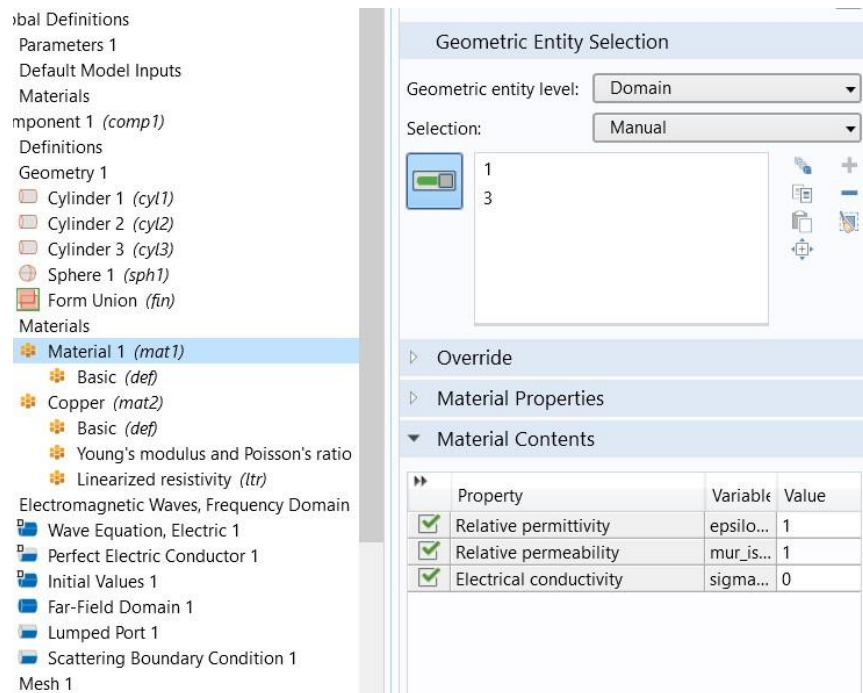 obal Definitions
Parameters 1
Default Model Inputs
Materials
mponent 1 (comp1)
Definitions
Geometry 1
Cylinder 1 (cyl1)
Cylinder 2 (cyl2)
Cylinder 3 (cyl3)
Sphere 1 (sph1)
Form Union (fin)
Materials
Material 1 (mat1)
Basic (def)
Copper (mat2)
Basic (def)
Young's modulus and Poisson's ratio
Linearized resistivity (ltr)
Electromagnetic Waves, Frequency Domain
Wave Equation, Electric 1
Perfect Electric Conductor 1
Initial Values 1
Far-Field Domain 1
Lumped Port 1
Scattering Boundary Condition 1
Mesh 1
Geometric Entity Selection
Geometric entity level: Domain
Selection: Manual
1
3
Override
Material Properties
Material Contents
Property Variable Value
Relative permittivity epsilo... 1
Relative permeability mur_is... 1
Electrical conductivity sigma... 0